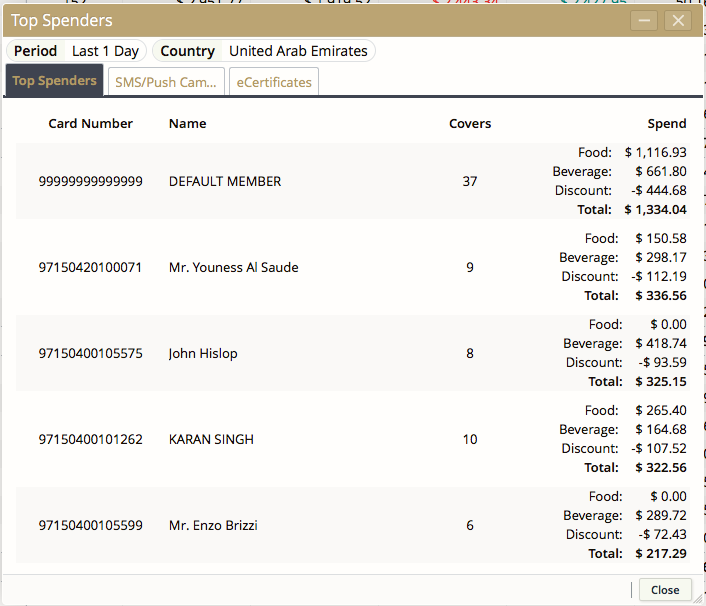 Top Spenders
Period Last 1 Day Country United Arab Emirates
Top Spenders SMS/Push Cam... eCertificates
Card Number Name Covers Spend
Food: $ 1,116.93
Beverage: $ 661.80
99999999999999 DEFAULT MEMBER 37
Discount: -$ 444.68
Total: $ 1,334.04
Food: $ 150.58
Beverage: $ 298.17
97150420100071 Mr. Youness Al Saude 9
Discount: -$ 112.19
Total: $ 336.56
Food: $ 0.00
Beverage: $ 418.74
97150400105575 John Hislop 8
Discount: -$ 93.59
Total: $ 325.15
Food: $ 265.40
Beverage: $ 164.68
97150400101262 KARAN SINGH 10
Discount: -$ 107.52
Total: $ 322.56
Food: $ 0.00
Beverage: $ 289.72
97150400105599 Mr. Enzo Brizzi 6
Discount: -$ 72.43
Total: $ 217.29
Close